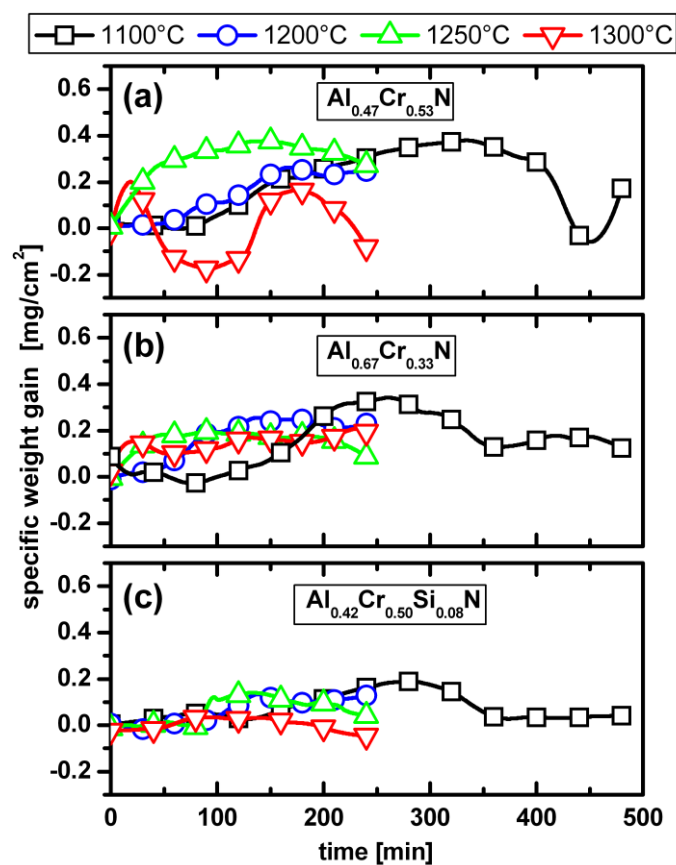 1100°C 1200°C 1250°C 1300°C
(a) Al0.47Cr0.53N
0.6
0.4
0.2
0.0
-0.2
(b) Al0.67Cr0.33N
0.6
0.4
0.2
0.0
-0.2
(c) Al0.42Cr0.50Si0.08N
0.6
0.4
0.2
0.0
-0.2
0 100 200 300 400 500
time [min]
specific weight gain [mg/cm2]